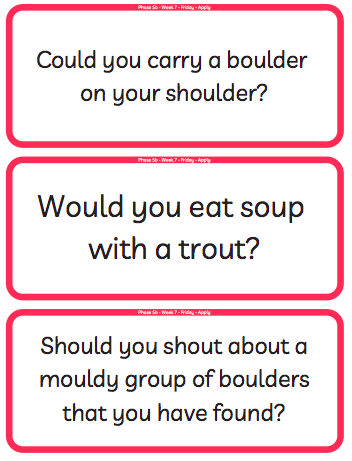 Phase 5b - Week 7 - Friday - Apply
Could you carry a boulder
on your shoulder?
Phase 5b - Week 7 - Friday - Apply
Would you eat soup
with a trout?
Phase 5b - Week 7 - Friday - Apply
Should you shout about a
mouldy group of boulders
that you have found?